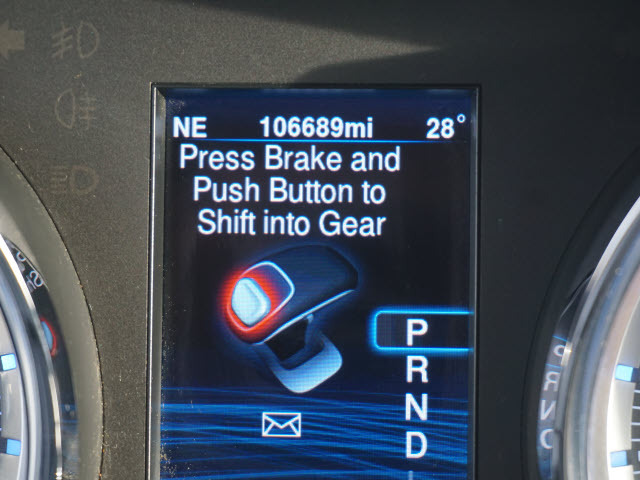 NE 106689mi 28°
Press Brake and
Push Button to
Shift into Gear
P
R
N
D
P
R
N
D